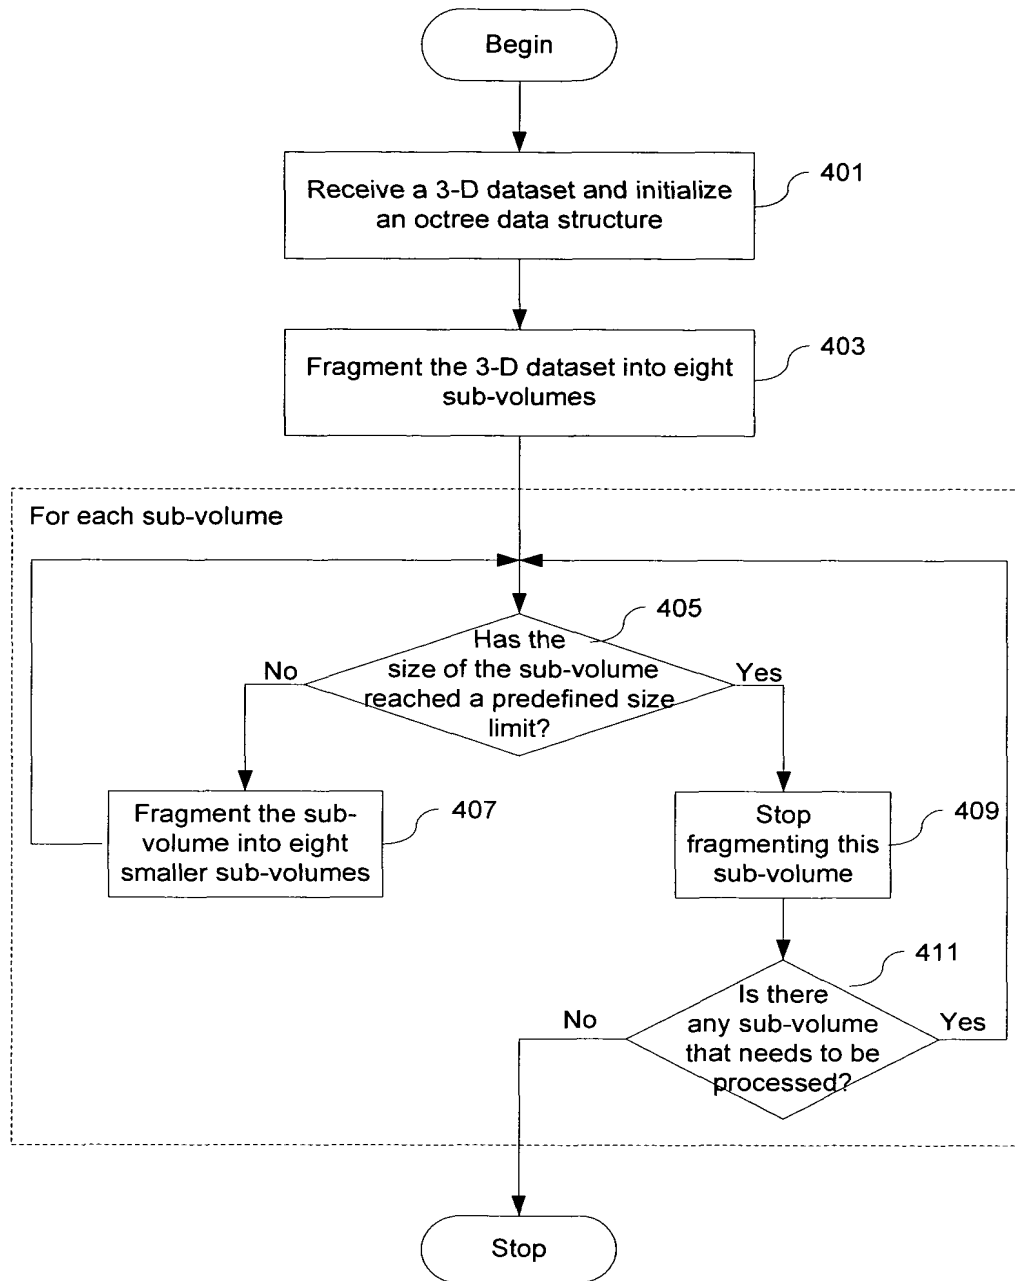 Begin
401
Receive a 3-D dataset and initialize
an octree data structure
403
Fragment the 3-D dataset into eight
sub-volumes
For each sub-volume
405
Has the
size of the sub-volume
reached a predefined size
limit?
No
Yes
Fragment the sub-
volume into eight
smaller sub-volumes
407
Stop
fragmenting this
sub-volume
409
411
Is there
any sub-volume
that needs to be
processed?
No
Yes
Stop